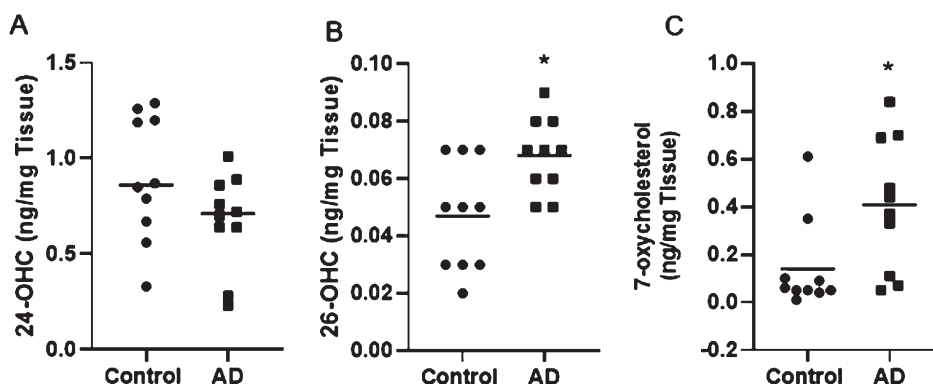 A
24-OHC (ng/mg Tissue)
1.5
1.0
0.5
0.0
Control AD
B
26-OHC (ng/mg Tissue)
0.10
0.08
0.06
0.04
0.02
0.00
*
Control AD
C
7-oxycholesterol
(ng/mg TIssue)
1.0
0.8
0.6
0.4
0.2
0.0
-0.2
*
Control AD